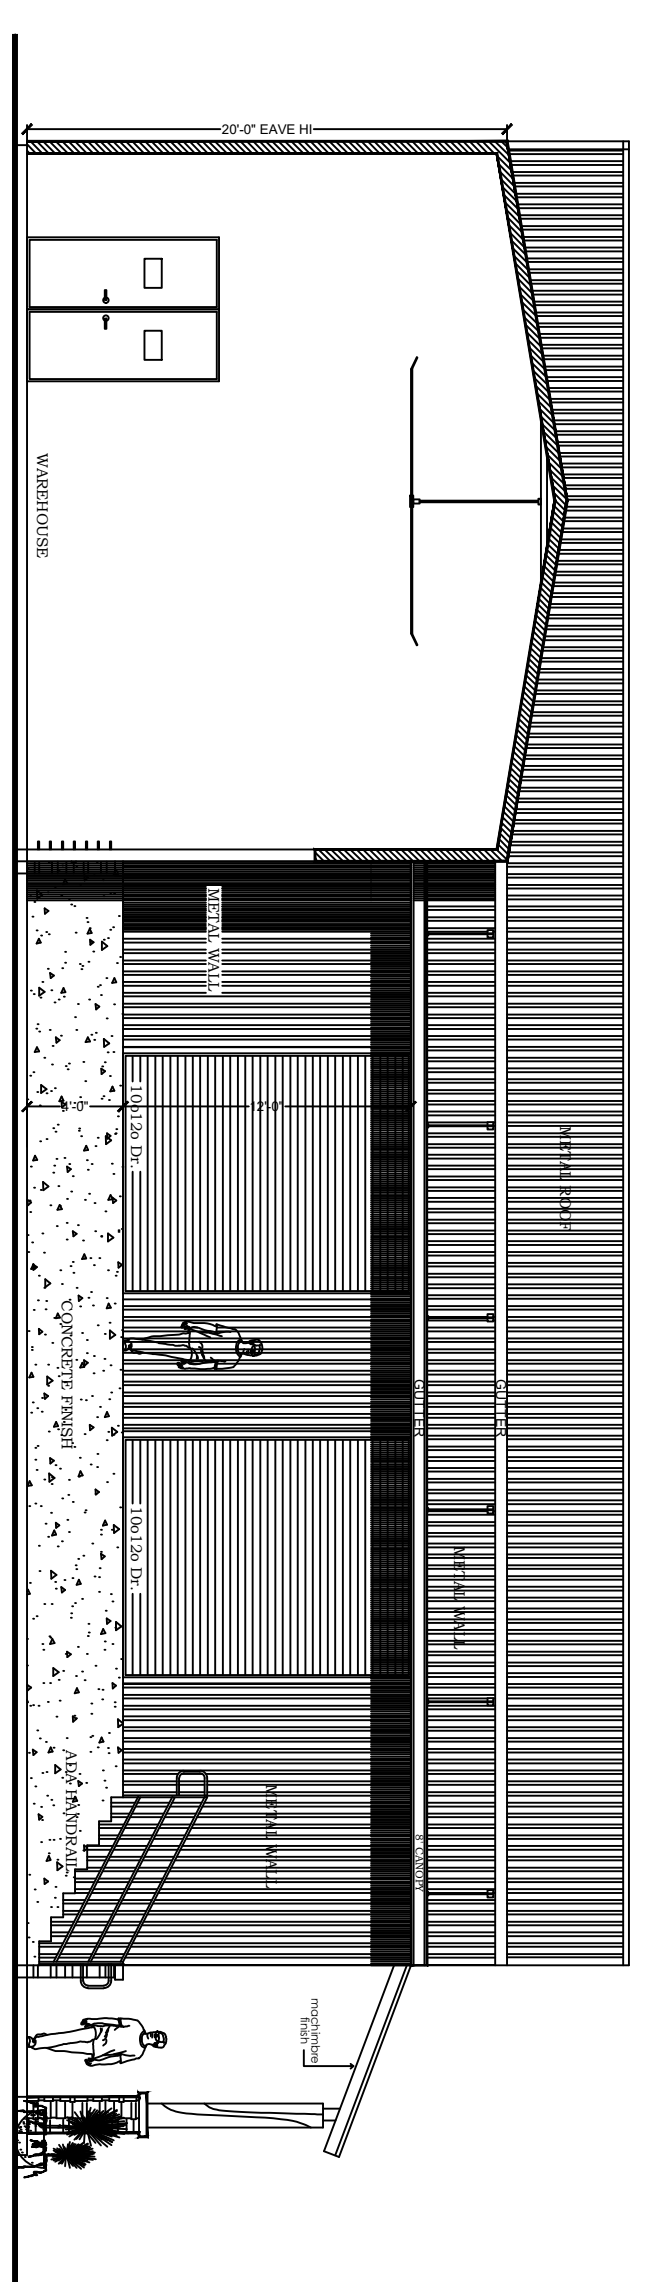 20'-0" EAVE HI
WAREHOUSE
METAL WALL
4'-0"
12'-0"
10o12o Dr.
METAL ROOF
CONCRETE FINISH
GUTTER
GUTTER
10o12o Dr.
METAL WALL
ADA HANDRAIL
METAL WALL
8' CANOPY
machimbre
finish